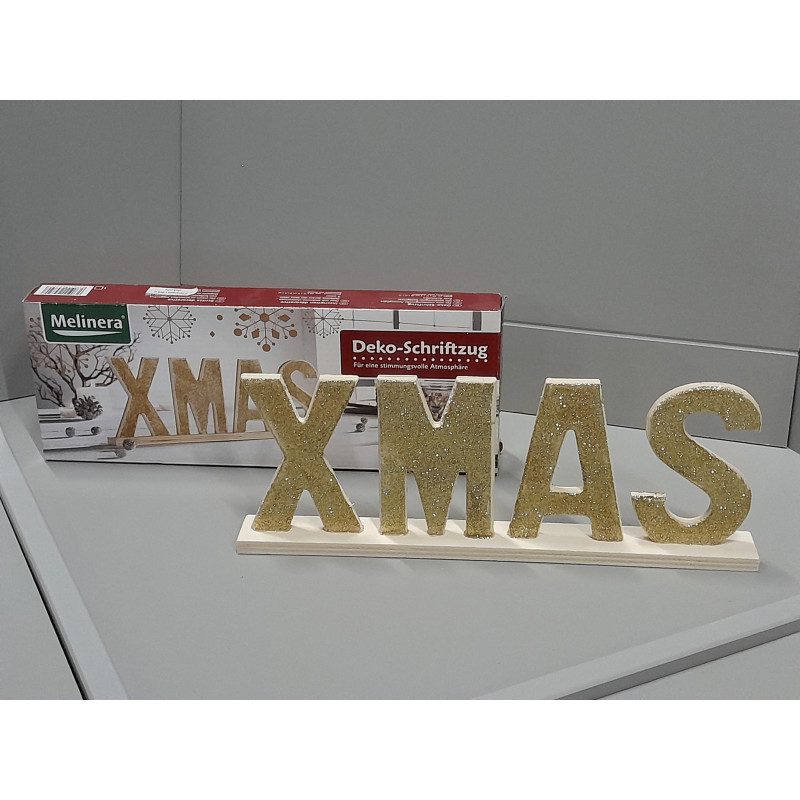 Melinera®
Deko-Schriftzug
Für eine stimmungsvolle Atmosphäre
XMAS
XMAS